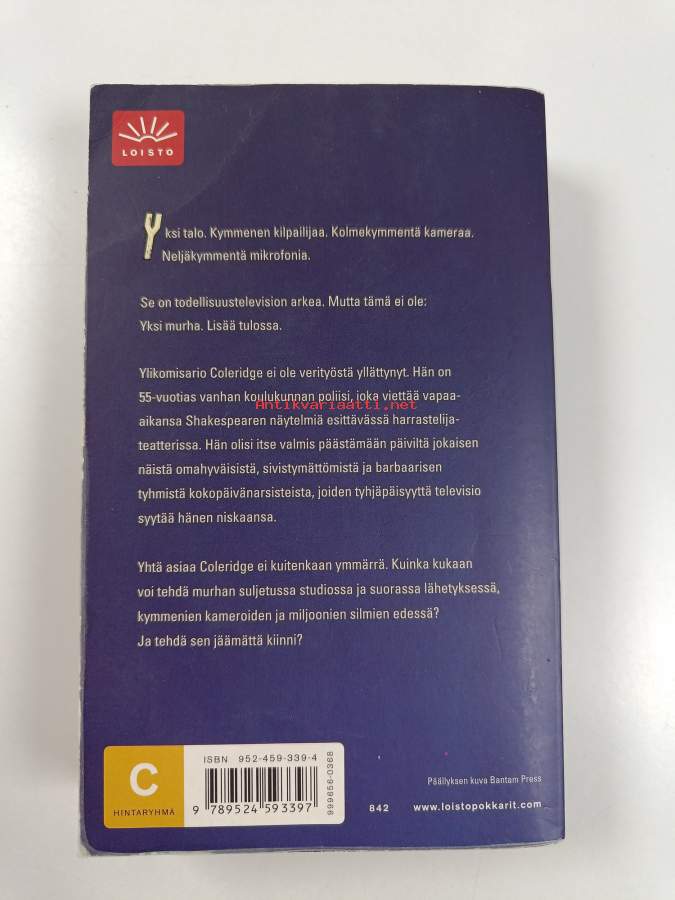 LOISTO
Yksi talo. Kymmenen kilpailijaa. Kolmekymmentä kameraa.
Neljäkymmentä mikrofonia.
Se on todellisuustelevision arkea. Mutta tämä ei ole:
Yksi murha. Lisää tulossa.
Ylikomisario Coleridge ei ole verityöstä yllättynyt. Hän on
55-vuotias vanhan koulukunnan poliisi, joka viettää vapaa-
Antikvariaatti.net
aikansa Shakespearen näytelmiä esittävässä harrastelija-
teatterissa. Hän olisi itse valmis päästämään päiviltä jokaisen
näistä omahyväisistä, sivistymättömistä ja barbaarisen
tyhmistä kokopäivänarsisteista, joiden tyhjäpäisyyttä televisio
syytää hänen niskaansa.
Yhtä asiaa Coleridge ei kuitenkaan ymmärrä. Kuinka kukaan
voi tehdä murhan suljetussa studiossa ja suorassa lähetyksessä,
kymmenien kameroiden ja miljoonien silmien edessä?
Ja tehdä sen jäämättä kiinni?
C
HINTARYHMÄ
ISBN 952-459-339-4
9 789524 593397
999656-0368
Päällyksen kuva Bantam Press
842 www.loistopokkarit.com